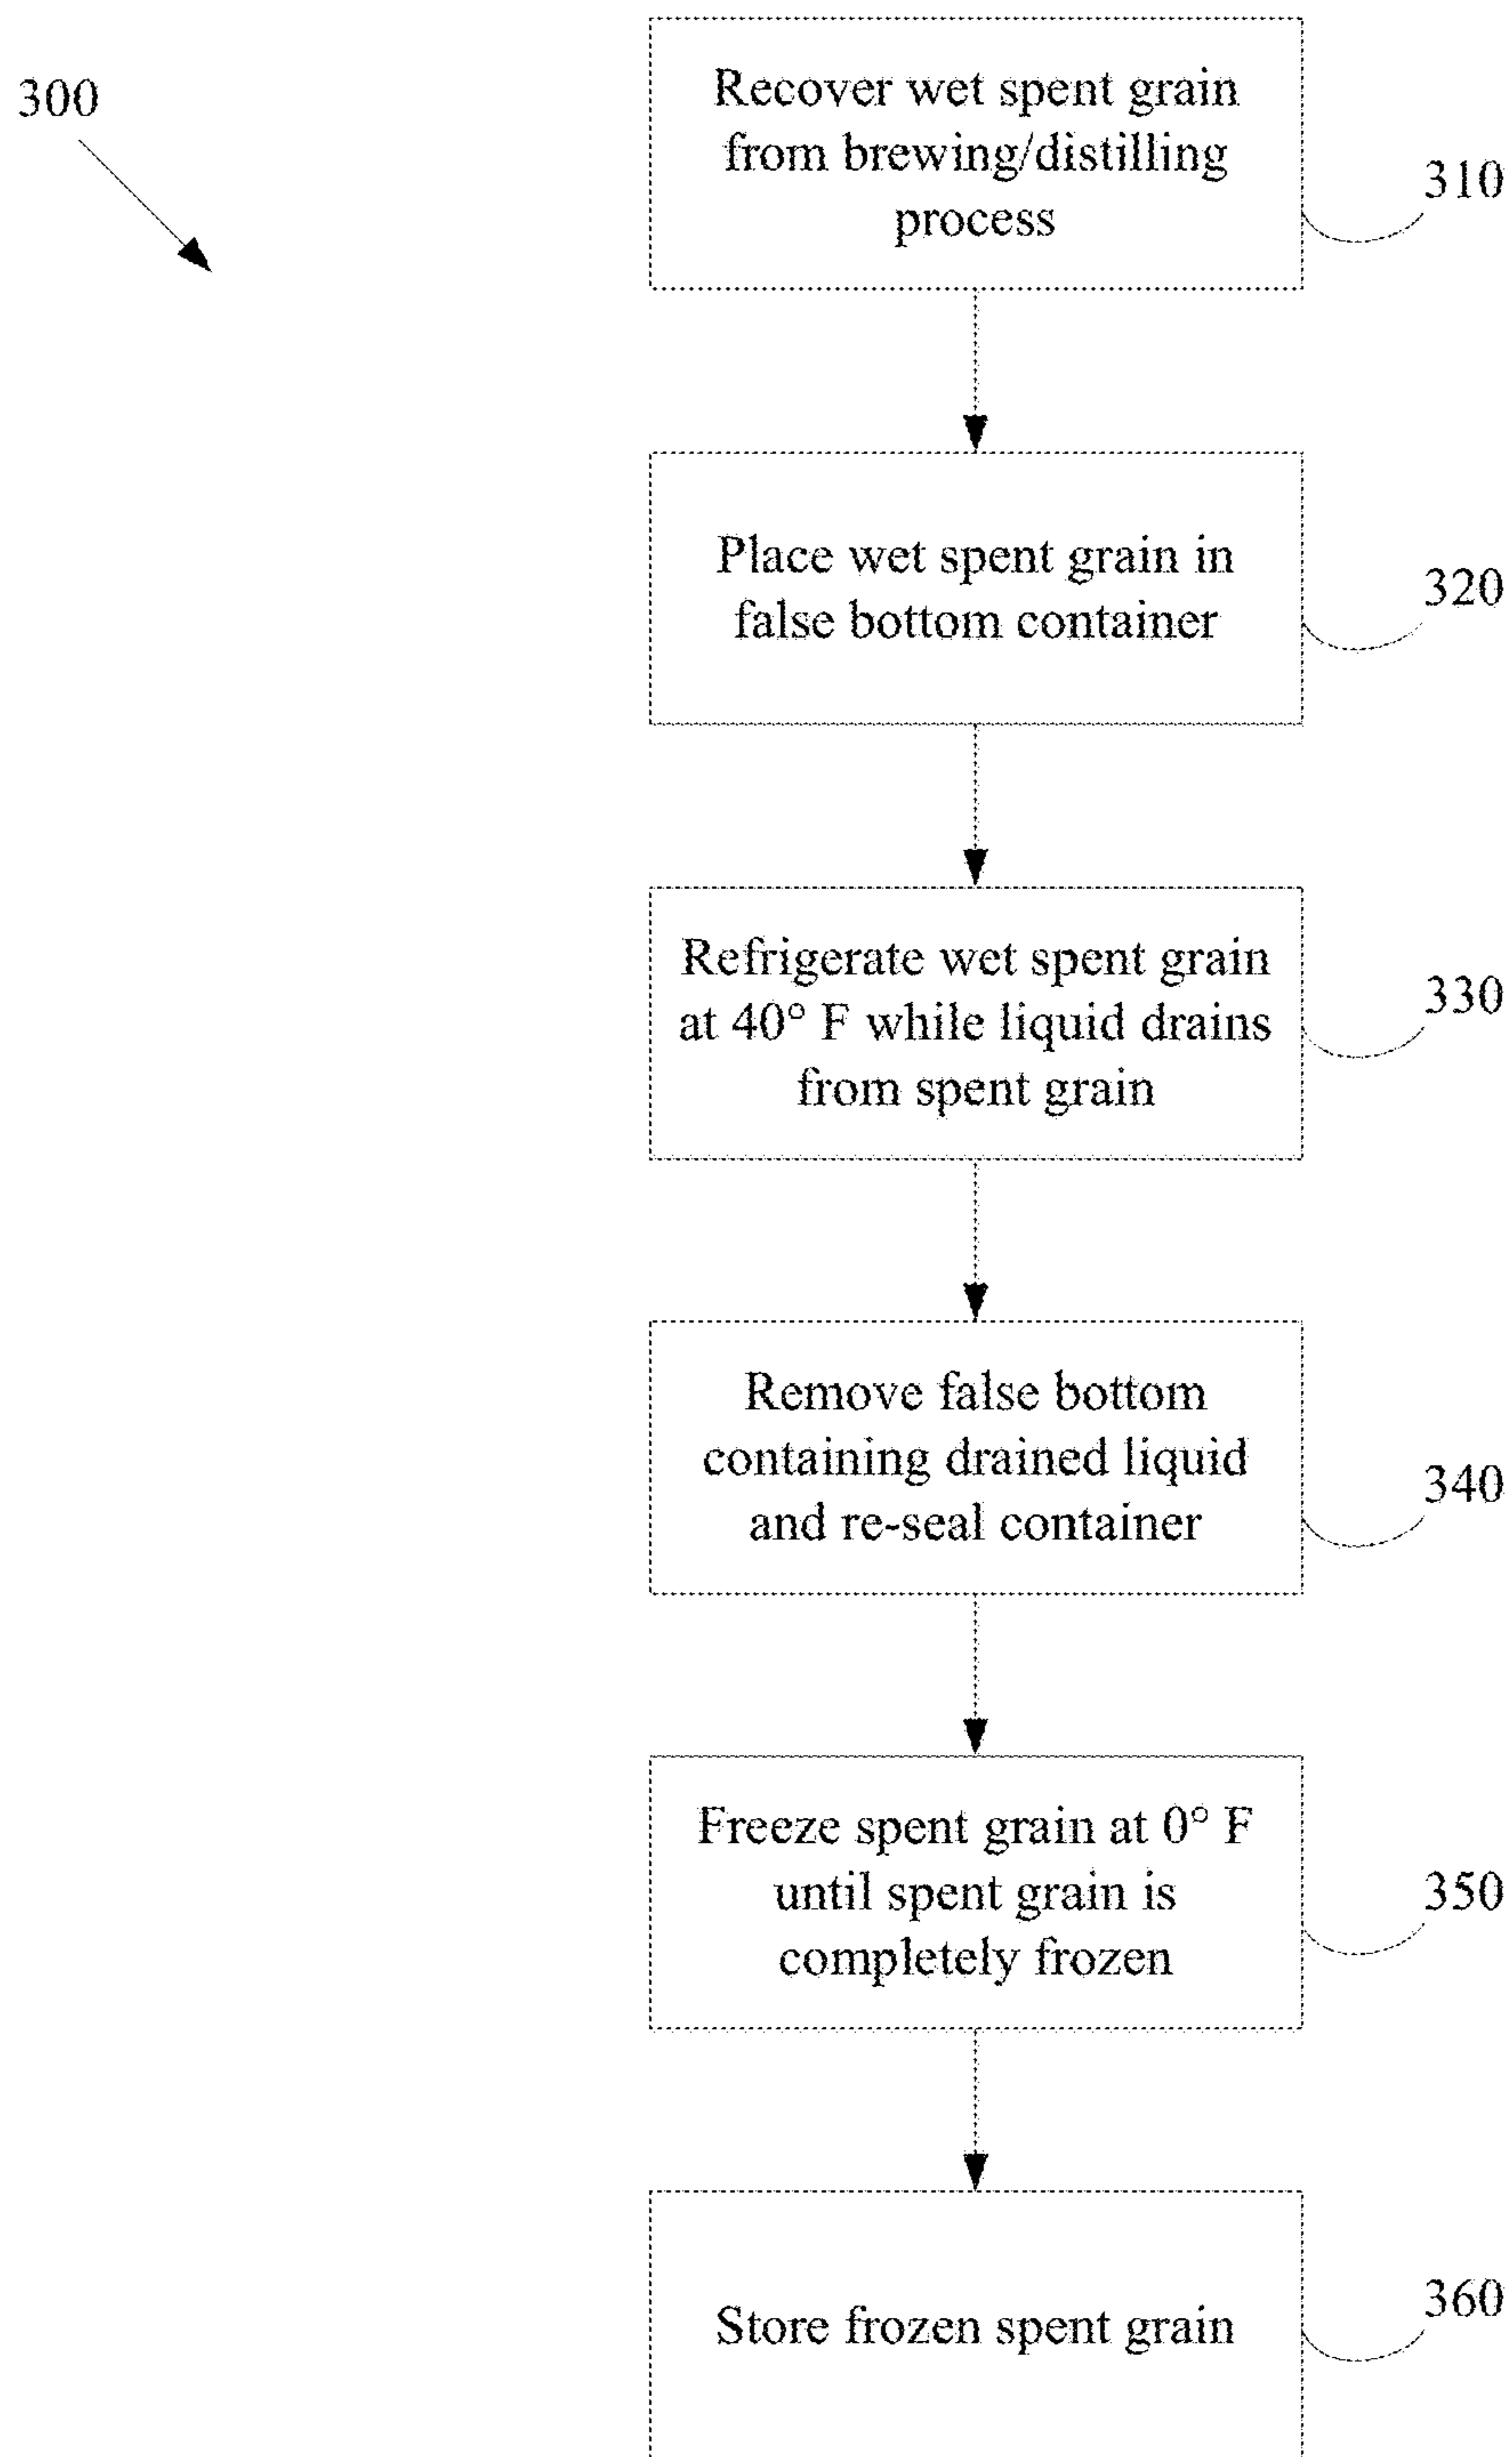 300
Recover wet spent grain
from brewing/distilling
process
310
Place wet spent grain in
false bottom container
320
Refrigerate wet spent grain
at 40° F while liquid drains
from spent grain
330
Remove false bottom
containing drained liquid
and re-seal container
340
Freeze spent grain at 0° F
until spent grain is
completely frozen
350
Store frozen spent grain
360